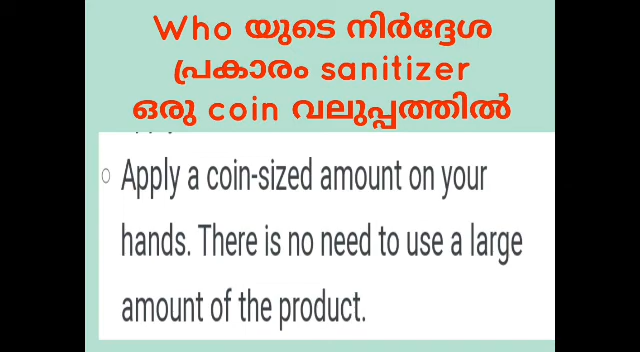 Who യുടെ നിർദ്ദേശ
പ്രകാരം sanitizer
ഒരു coin വലുപ്പത്തിൽ
Apply a coin-sized amount on your
hands. There is no need to use a large
amount of the product.